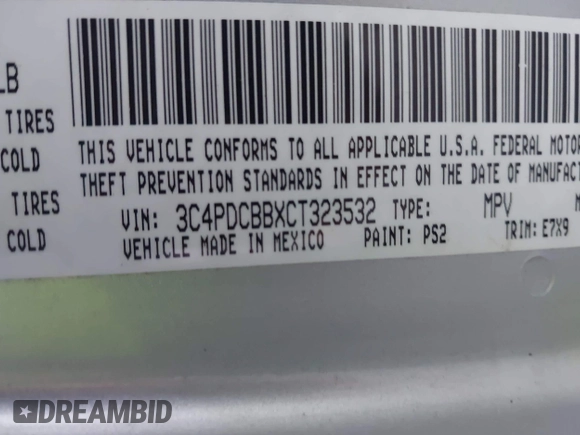 LB
TIRES
COLD
THIS VEHICLE CONFORMS TO ALL APPLICABLE U.S.A. FEDERAL MOTOR
THEFT PREVENTION STANDARDS IN EFFECT ON THE DATE OF MANUFACT
TIRES
VIN: 3C4PDCBBXCT323532 TYPE: MPV
COLD
VEHICLE MADE IN MEXICO PAINT: PS2 TRIM: E7X9
DREAMBID